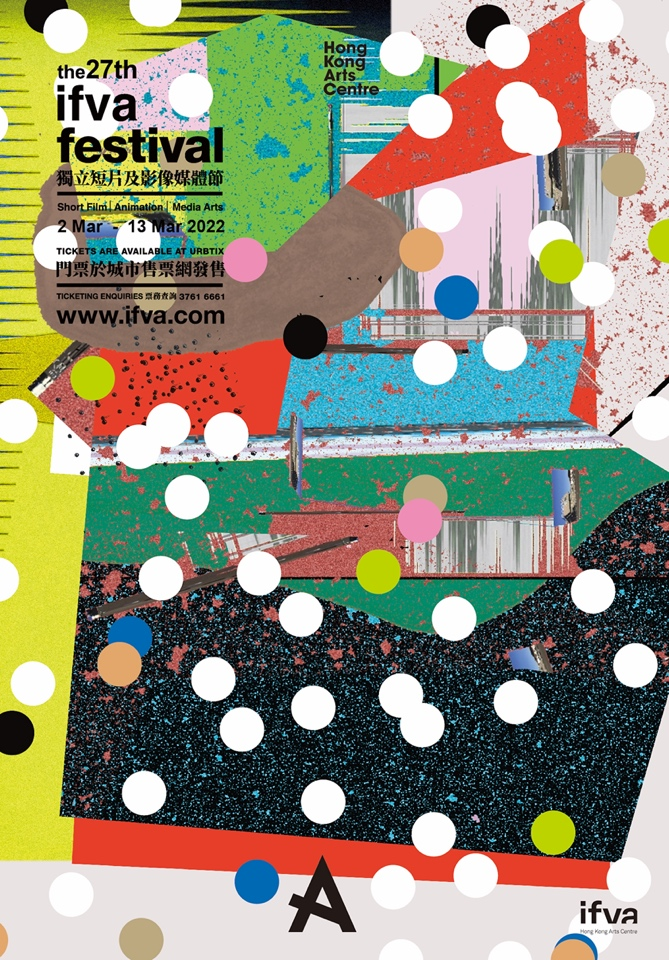 the27th
ifva
festival
獨立短片及影像媒體節
Short Film | Animation | Media Arts
2 Mar - 13 Mar 2022
TICKETS ARE AVAILABLE AT URBTIX
門票於城市售票網發售
TICKETING ENQUIRIES 票務查詢 3761 6661
www.ifva.com
Hong
Kong
Arts
Centre
ifva
Hong Kong Arts Centre